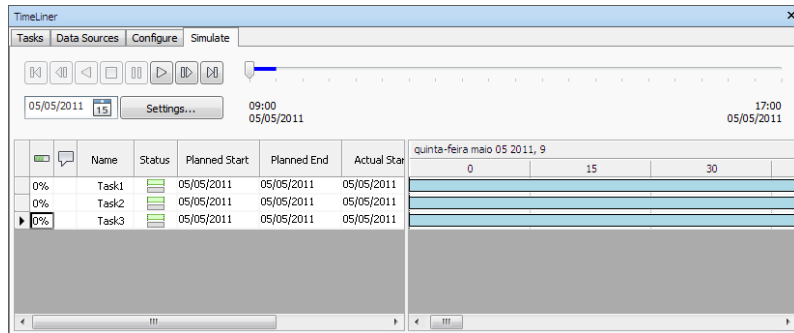 TimeLiner
Tasks Data Sources Configure Simulate
05/05/2011 15 Settings...
09:00 17:00
05/05/2011 05/05/2011
Name Status Planned Start Planned End Actual Star
quinta-feira maio 05 2011, 9
0 15 30
0% Task1 05/05/2011 05/05/2011 05/05/2011
0% Task2 05/05/2011 05/05/2011 05/05/2011
0% Task3 05/05/2011 05/05/2011 05/05/2011